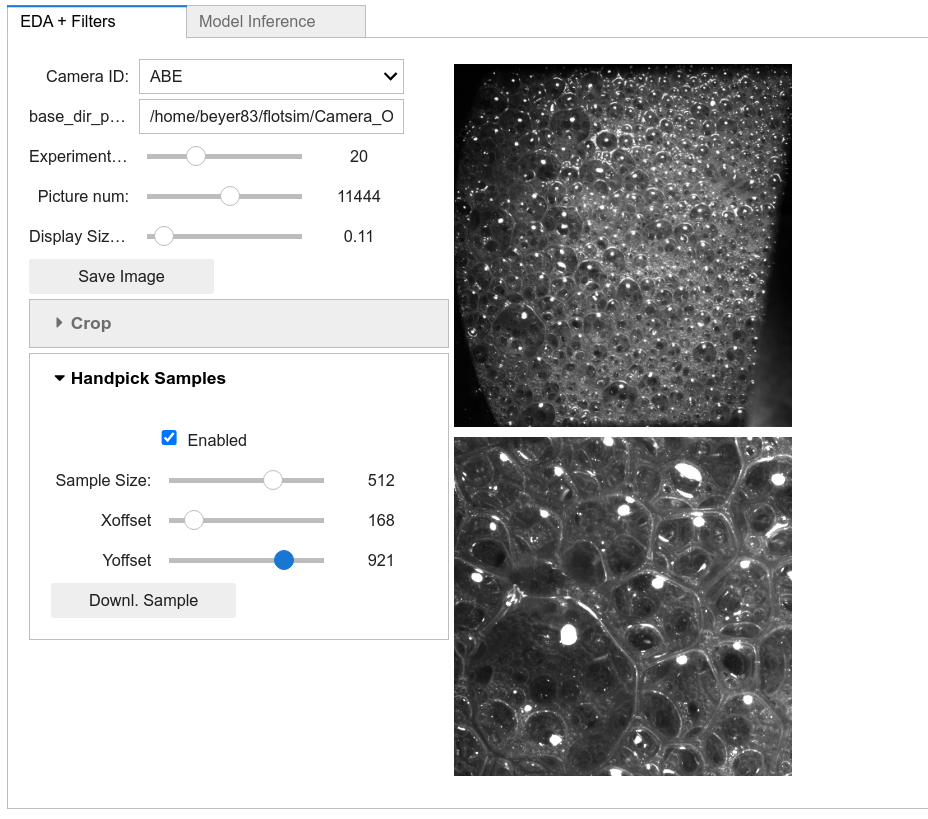 EDA + Filters
Model Inference
Camera ID: ABE
base_dir_p... /home/beyer83/flotsim/Camera_O
Experiment... 20
Picture num: 11444
Display Siz... 0.11
Save Image
Crop
Handpick Samples
Enabled
Sample Size: 512
Xoffset 168
Yoffset 921
Downl. Sample